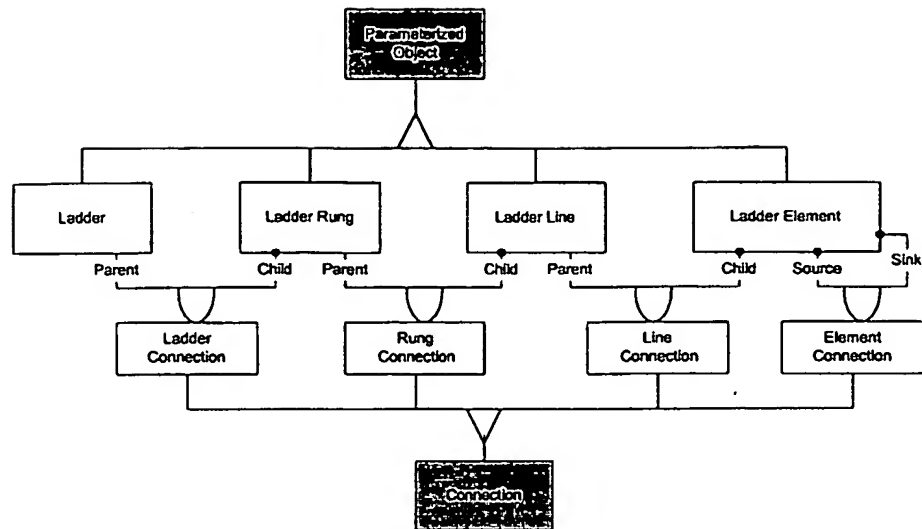 Parameterized
Object
Ladder
Ladder Rung
Ladder Line
Ladder Element
Parent
Child
Parent
Child
Parent
Child
Source
Sink
Ladder
Connection
Rung
Connection
Line
Connection
Element
Connection
Connection